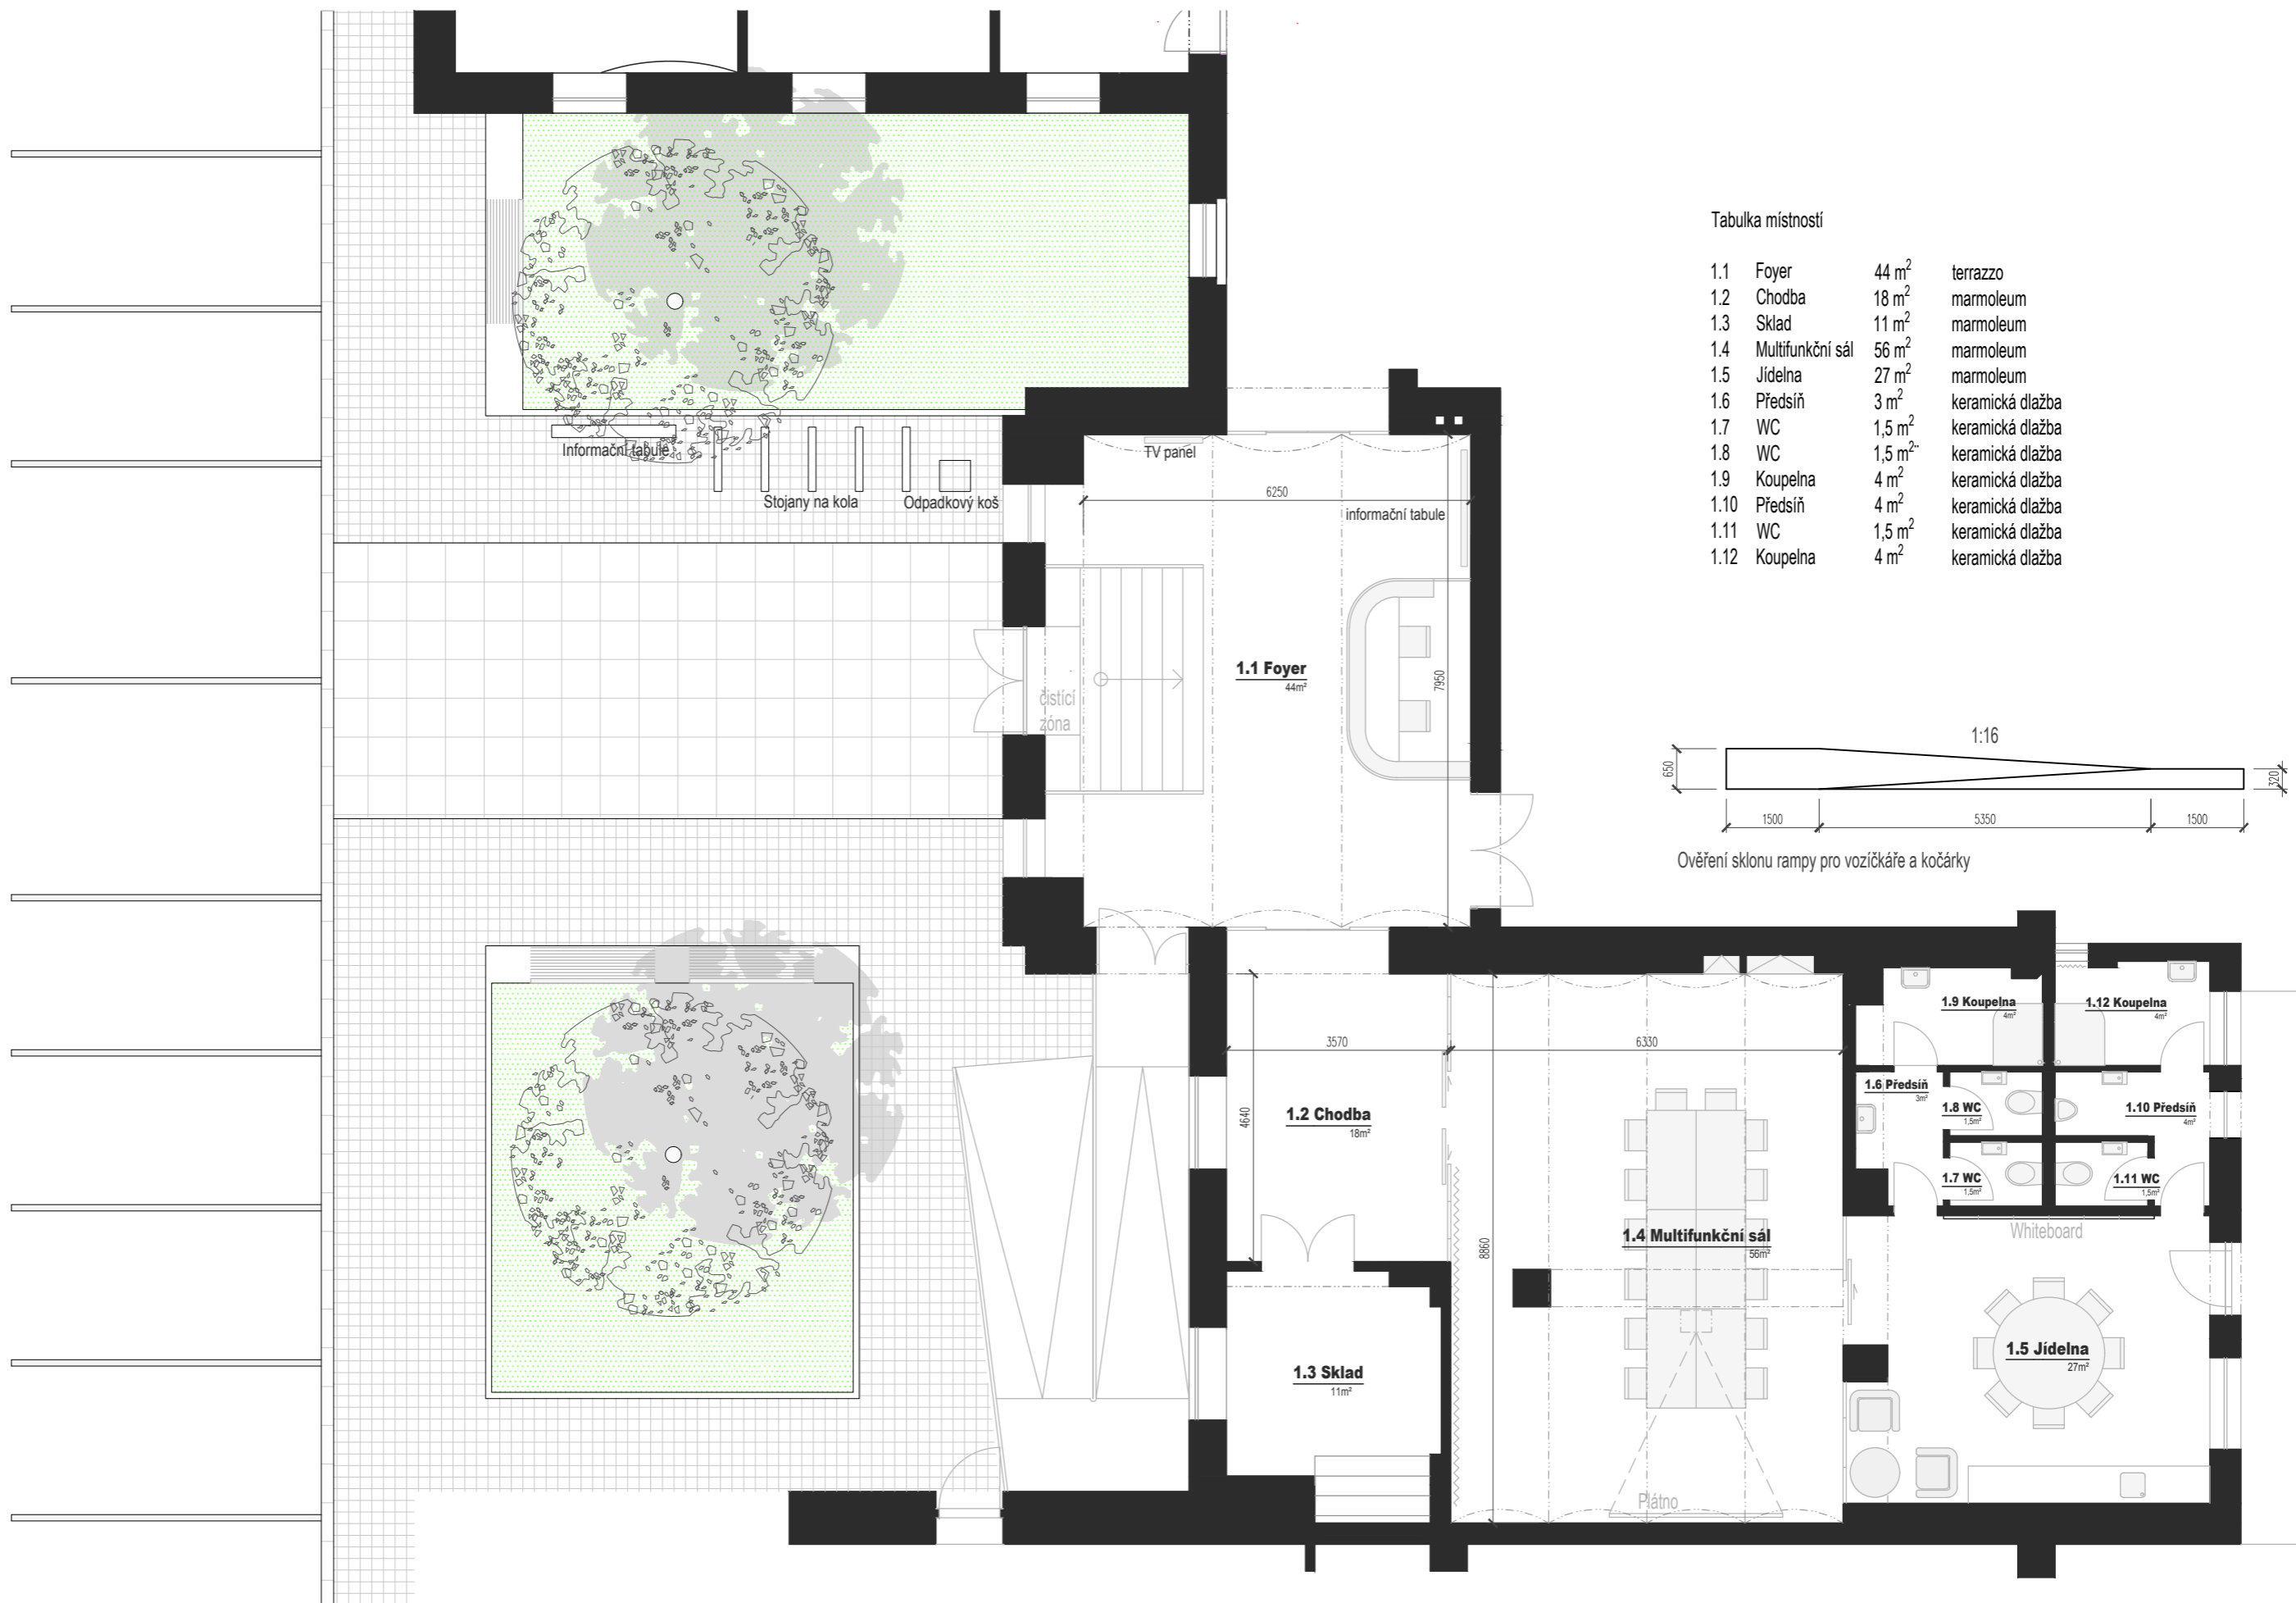 Tabulka místností
1.1 Foyer 44 m² terrazzo
1.2 Chodba 18 m² marmoleum
1.3 Sklad 11 m² marmoleum
1.4 Multifunkční sál 56 m² marmoleum
1.5 Jídelna 27 m² marmoleum
1.6 Předsíň 3 m² keramická dlažba
1.7 WC 1,5 m² keramická dlažba
1.8 WC 1,5 m²¨ keramická dlažba
1.9 Koupelna 4 m² keramická dlažba
1.10 Předsíň 4 m² keramická dlažba
1.11 WC 1,5 m² keramická dlažba
1.12 Koupelna 4 m² keramická dlažba
Informační tabule
Stojany na kola
Odpadkový koš
TV panel
6250
informační tabule
1.1 Foyer
44m²
7950
čistící
zóna
1:16
650
320
1500
5350
1500
Ověření sklonu rampy pro vozíčkáře a kočárky
3570
6330
4640
8860
1.2 Chodba
18m²
1.3 Sklad
11m²
1.4 Multifunkční sál
56m²
Plátno
1.9 Koupelna
4m²
1.12 Koupelna
4m²
1.6 Předsíň
3m²
1.8 WC
1,5m²
1.10 Předsíň
4m²
1.7 WC
1,5m²
1.11 WC
1,5m²
Whiteboard
1.5 Jídelna
27m²